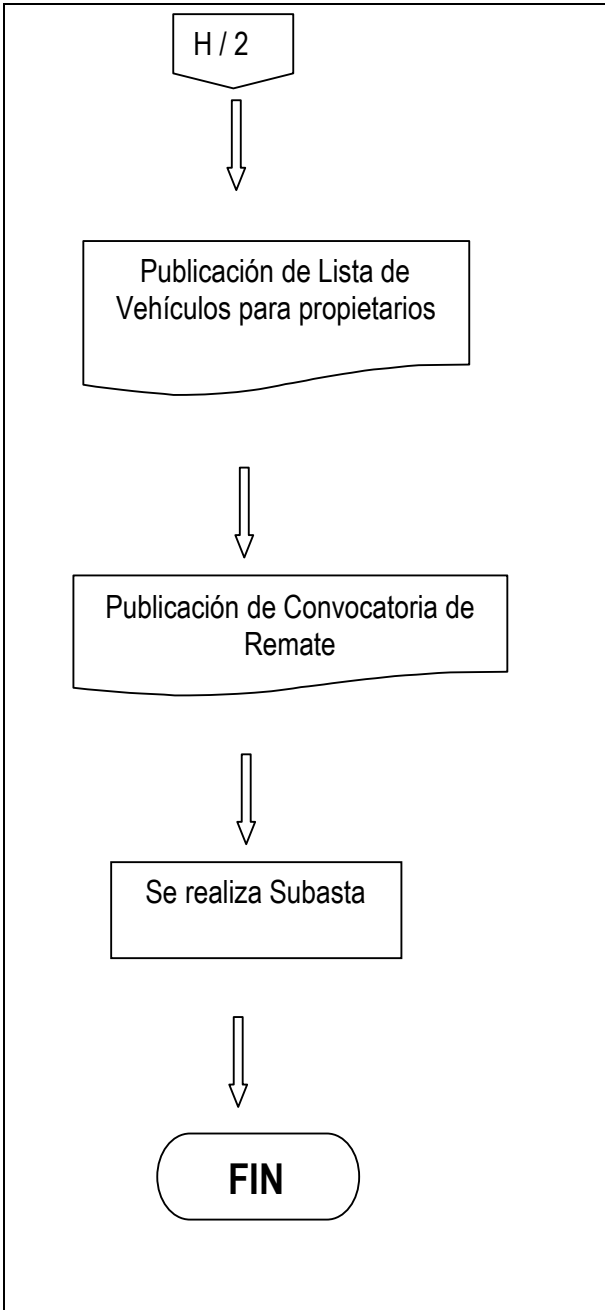 H / 2
Publicación de Lista de
Vehículos para propietarios
Publicación de Convocatoria de
Remate
Se realiza Subasta
FIN